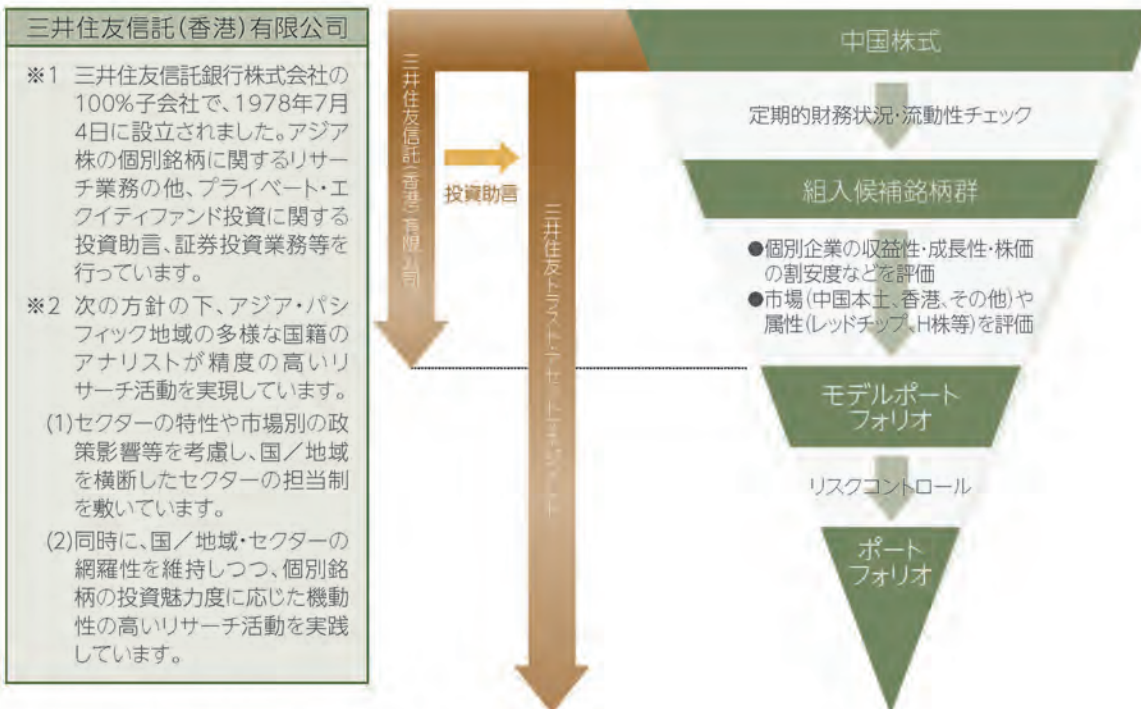 三井住友信託(香港)有限公司
※1 三井住友信託銀行株式会社の
100%子会社で、1978年7月
4日に設立されました。アジア
株の個別銘柄に関するリサー
チ業務の他、プライベート・エ
クイティファンド投資に関する
投資助言、証券投資業務等を
行っています。
※2 次の方針の下、アジア・パシ
フィック地域の多様な国籍の
アナリストが精度の高いリ
サーチ活動を実現しています。
(1)セクターの特性や市場別の政
策影響等を考慮し、国／地域
を横断したセクターの担当制
を敷いています。
(2)同時に、国／地域・セクターの
網羅性を維持しつつ、個別銘
柄の投資魅力度に応じた機動
性の高いリサーチ活動を実践
しています。
三井住友信託(香港)有限公司
投資助言
三井住友トラスト・アセットマネジメント
中国株式
定期的財務状況・流動性チェック
組入候補銘柄群
●個別企業の収益性・成長性・株価
の割安度などを評価
●市場(中国本土、香港、その他)や
属性(レッドチップ、H株等)を評価
モデルポート
フォリオ
リスクコントロール
ポート
フォリオ